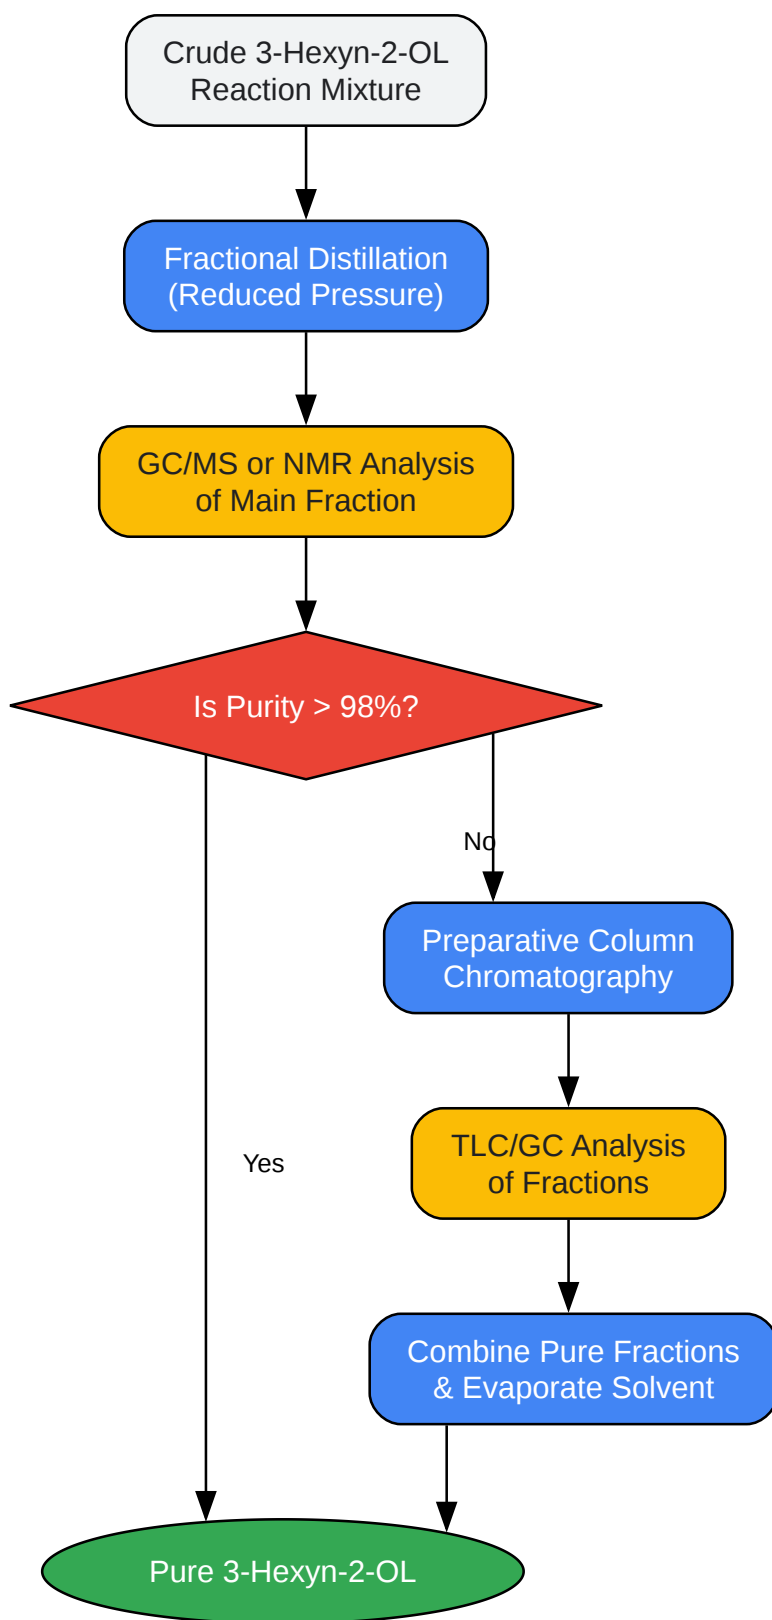 Crude 3-Hexyn-2-OL
Reaction Mixture
Fractional Distillation
(Reduced Pressure)
GC/MS or NMR Analysis
of Main Fraction
Is Purity > 98%?
No
Preparative Column
Chromatography
TLC/GC Analysis
of Fractions
Yes
Combine Pure Fractions
& Evaporate Solvent
Pure 3-Hexyn-2-OL